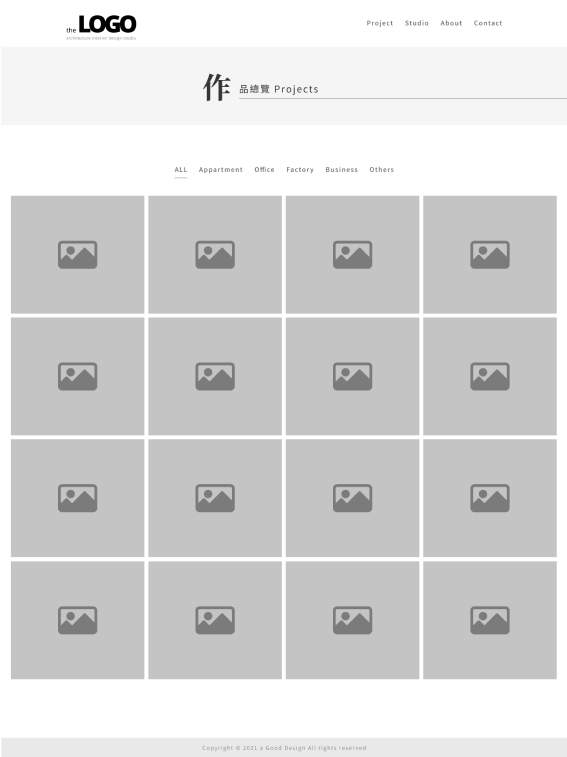 the LOGO
architecture interior design studio
Project Studio About Contact
作品總覽 Projects
ALL Appartment Office Factory Business Others
Copyright © 2021 a Good Design All rights reserved